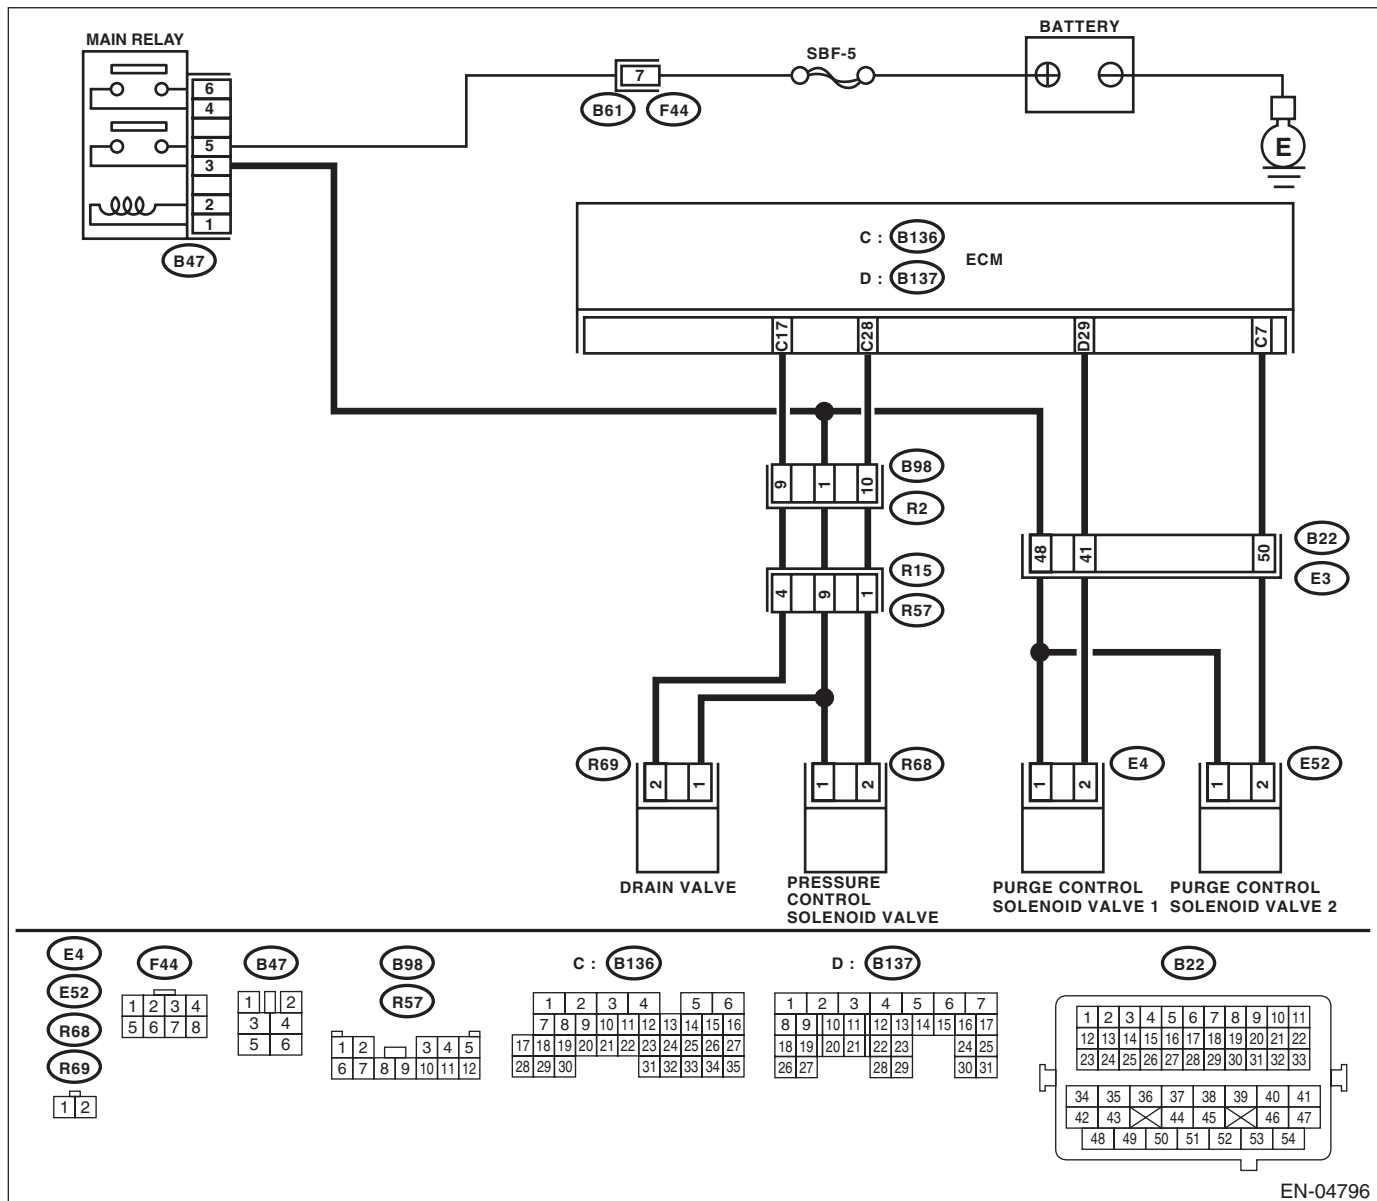 MAIN RELAY
BATTERY
SBF-5
6
4
5
3
2
1
7
B61 F44
E
B47
C : B136
D : B137
ECM
C17 C28 D29 C7
9 1 10
B98
R2
48 41 50
B22
E3
4 9 1
R15
R57
R69
2 1
1 2
R68
1 2
E4
1 2
E52
DRAIN VALVE
PRESSURE
CONTROL
SOLENOID VALVE
PURGE CONTROL
SOLENOID VALVE 1
PURGE CONTROL
SOLENOID VALVE 2
E4
E52
R68
R69
1 2
F44
1 2 3 4
5 6 7 8
B47
1 2
3 4
5 6
B98
R57
1 2 3 4 5
6 7 8 9 10 11 12
C : B136
1 2 3 4 5 6
7 8 9 10 11 12 13 14 15 16
17 18 19 20 21 22 23 24 25 26 27
28 29 30 31 32 33 34 35
D : B137
1 2 3 4 5 6 7
8 9 10 11 12 13 14 15 16 17
18 19 20 21 22 23 24 25
26 27 28 29 30 31
B22
1 2 3 4 5 6 7 8 9 10 11
12 13 14 15 16 17 18 19 20 21 22
23 24 25 26 27 28 29 30 31 32 33
34 35 36 37 38 39 40 41
42 43 44 45 46 47
48 49 50 51 52 53 54
EN-04796